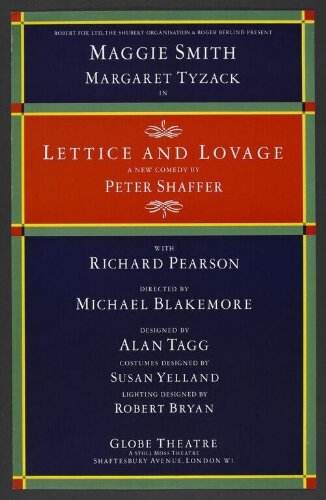 ROBERT FOX LTD, THE SHUBERT ORGANISATION & ROGER BERLIND PRESENT
MAGGIE SMITH
MARGARET TYZACK
IN
LETTICE AND LOVAGE
A NEW COMEDY BY
PETER SHAFFER
WITH
RICHARD PEARSON
DIRECTED BY
MICHAEL BLAKEMORE
DESIGNED BY
ALAN TAGG
COSTUMES DESIGNED BY
SUSAN YELLAND
LIGHTING DESIGNED BY
ROBERT BRYAN
GLOBE THEATRE
A STOLL MOSS THEATRE
SHAFTESBURY AVENUE, LONDON W1.